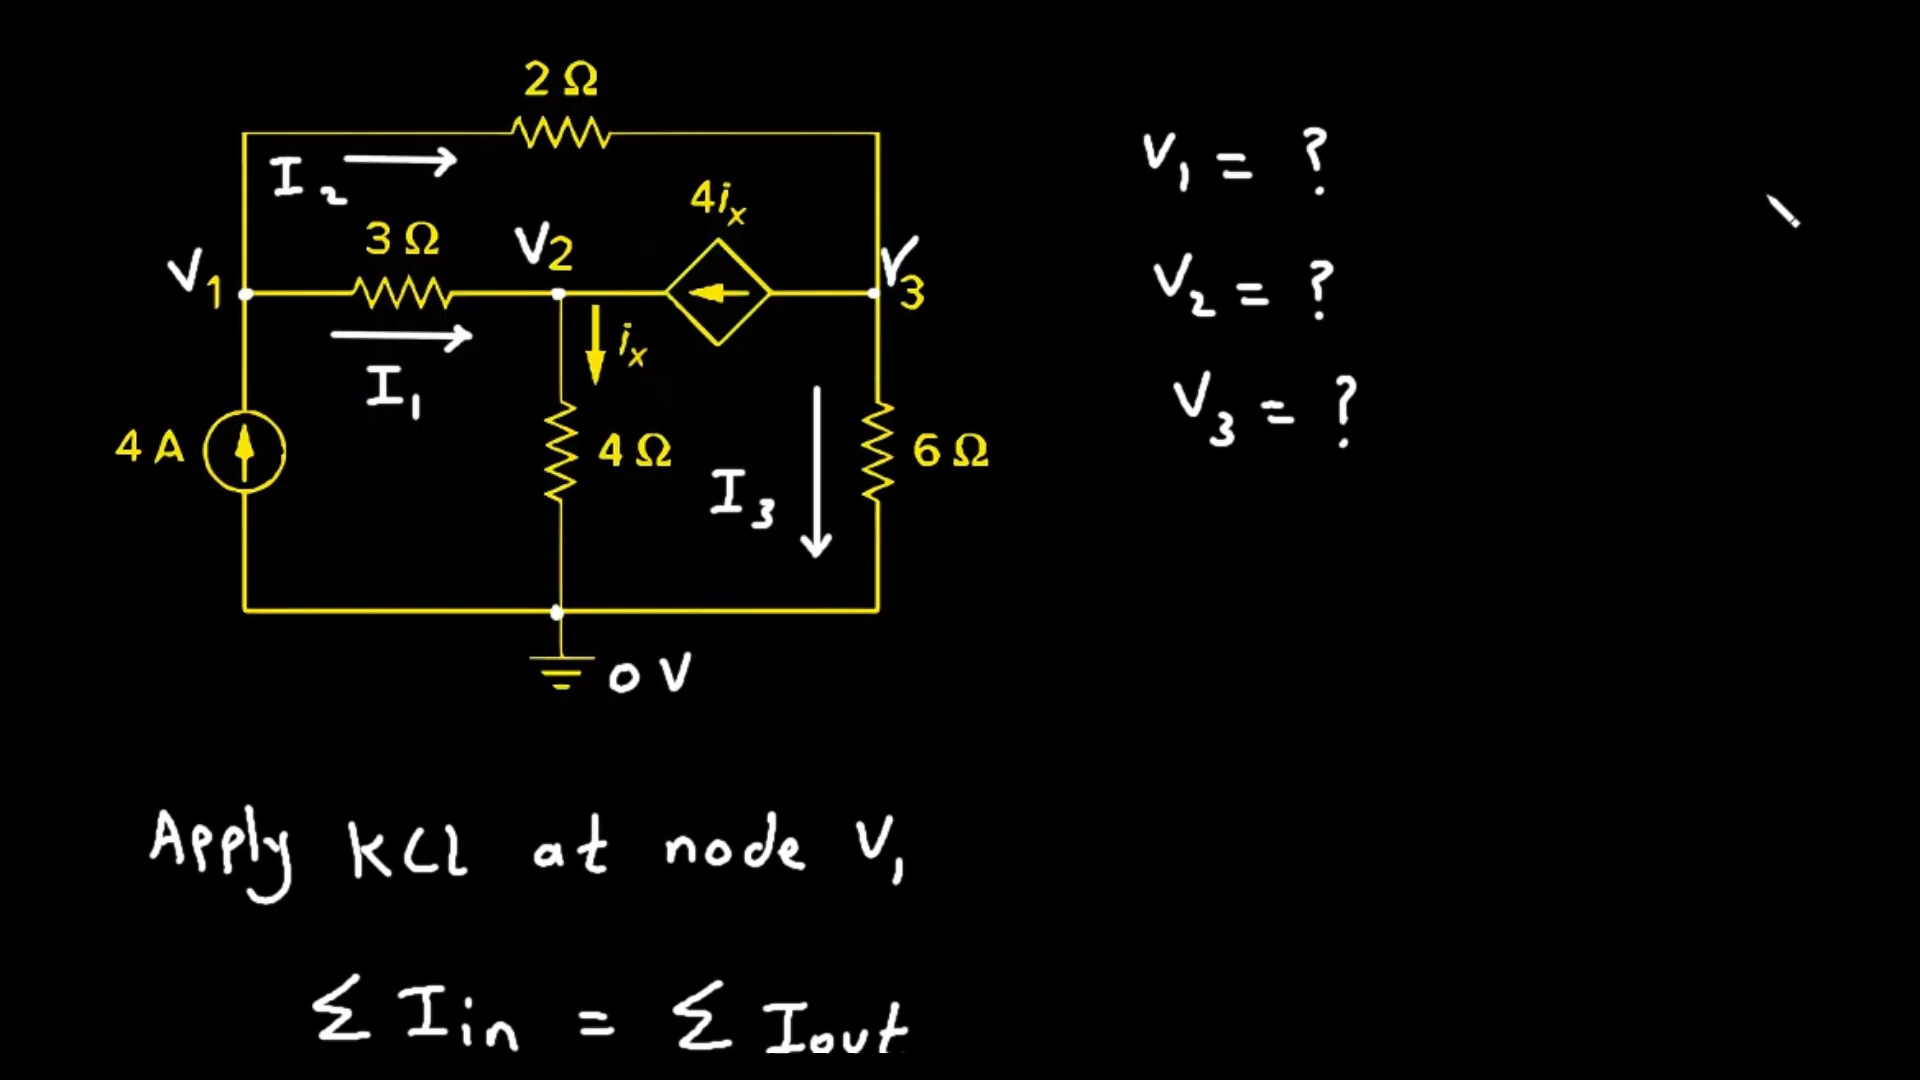 2 Ω
I2
4ix
3 Ω
V2
V1
V3
ix
I1
4 A
4 Ω
6 Ω
I3
0 V
V1 = ?
V2 = ?
V3 = ?
Apply KCL at node V1
Σ Iin = Σ Iout